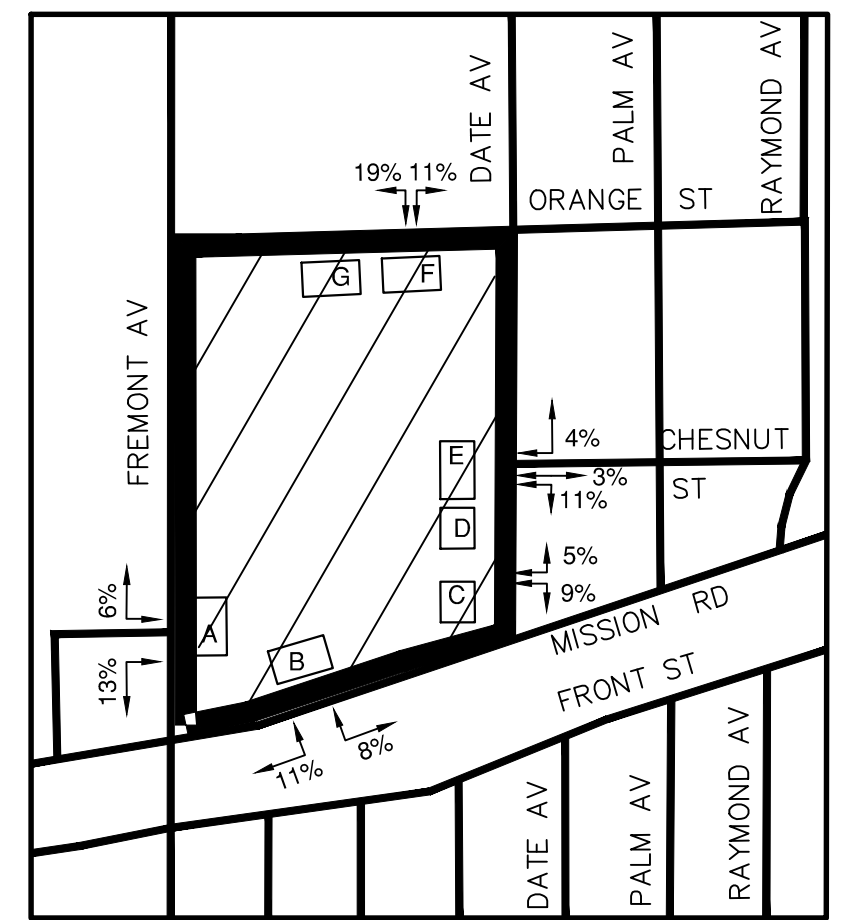 DATE AV
PALM AV
RAYMOND AV
19% 11%
ORANGE ST
G
F
FREMONT AV
4%
CHESNUT
ST
E
3%
11%
D
5%
9%
C
6%
A
13%
B
MISSION RD
FRONT ST
8%
11%
DATE AV
PALM AV
RAYMOND AV